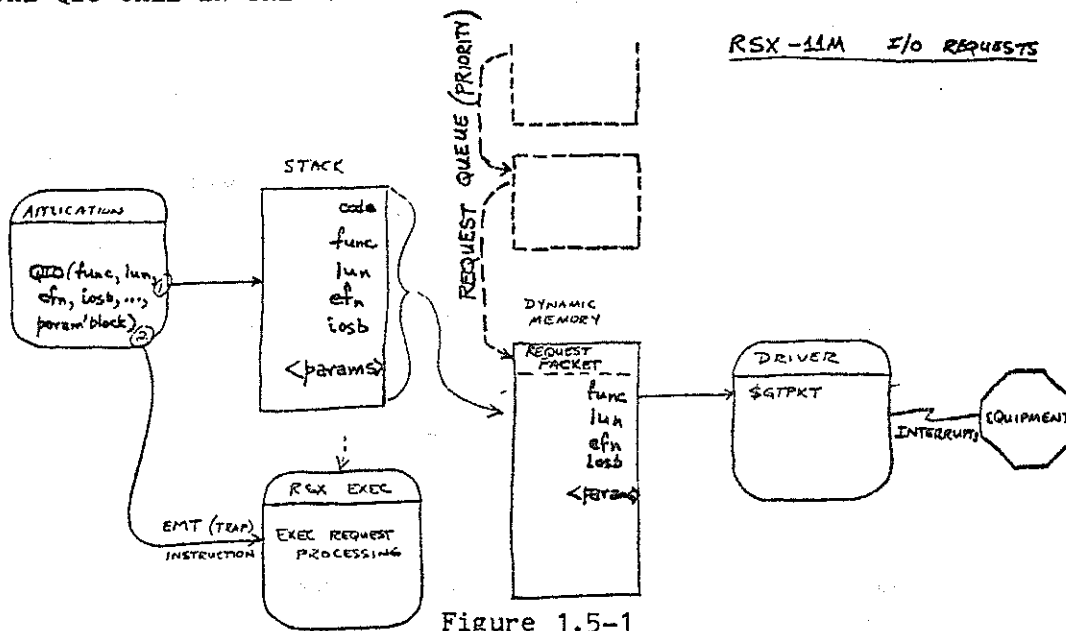 RSX-11M I/O REQUESTS
REQUEST QUEUE (PRIORITY)
STACK
code
func
lun
efn
iosb
<params>
APPLICATION
QIO (func, lun, ①
efn, iosb, ...,
param'block)
②
DYNAMIC
MEMORY
REQUEST
PACKET
func
lun
efn
iosb
<param>
DRIVER
$GTPKT
INTERRUPTS
EQUIPMENT
RSX EXEC
EXEC REQUEST
PROCESSING
EMT (TRAP)
INSTRUCTION
Figure 1.5-1